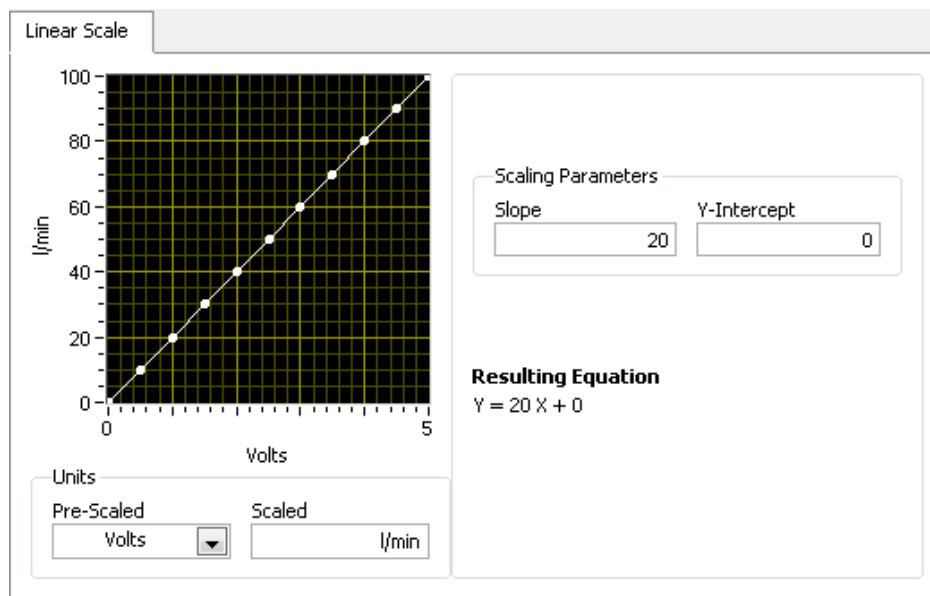 Linear Scale
100
80
60
40
20
0
l/min
0 5
Volts
Units
Pre-Scaled Scaled
Volts l/min
Scaling Parameters
Slope Y-Intercept
20 0
Resulting Equation
Y = 20 X + 0